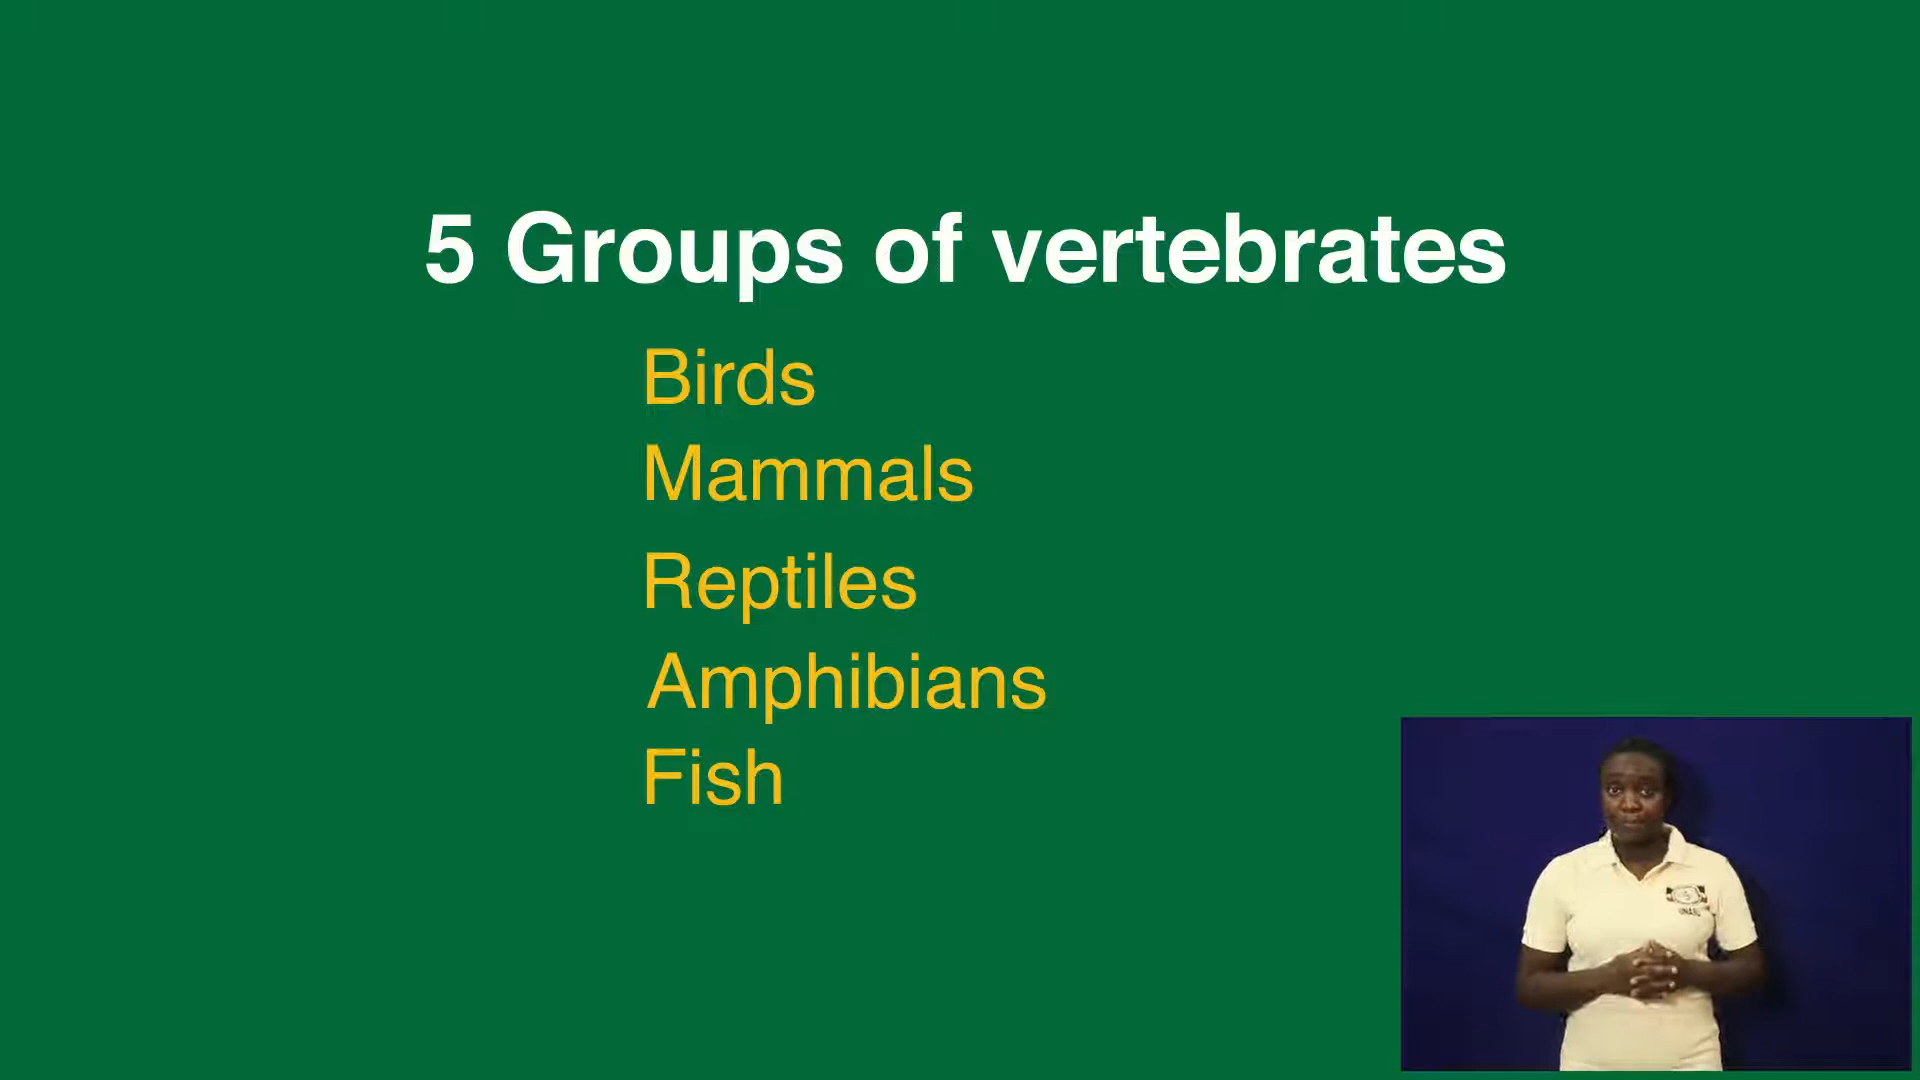 5 Groups of vertebrates
Birds
Mammals
Reptiles
Amphibians
Fish